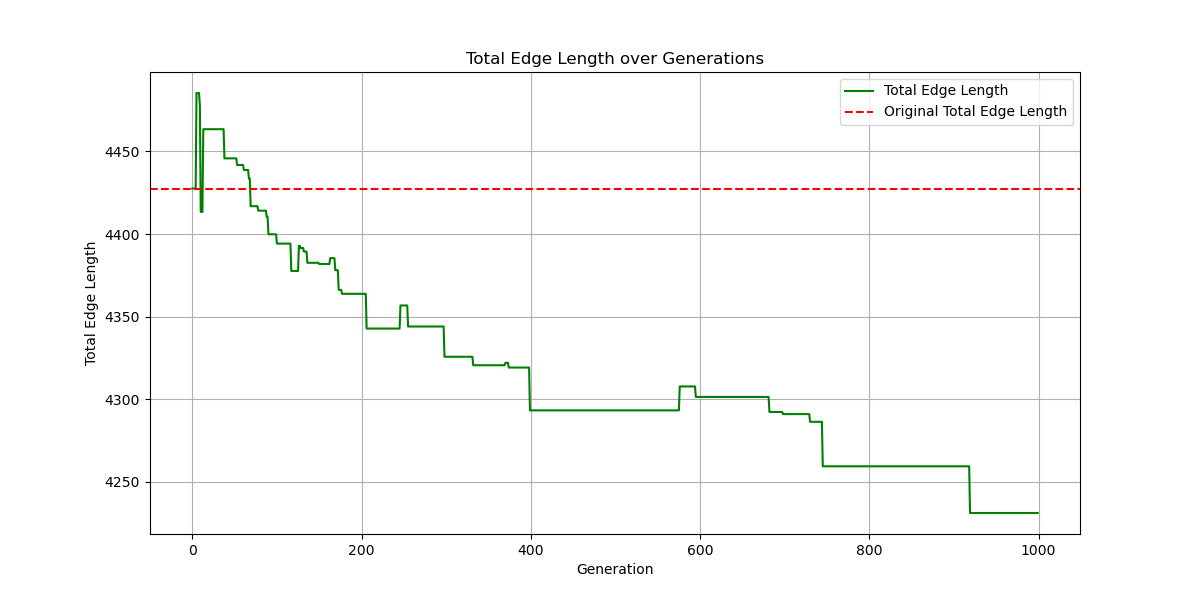 Total Edge Length over Generations
Total Edge Length
Original Total Edge Length
Total Edge Length
4450
4400
4350
4300
4250
0 200 400 600 800 1000
Generation